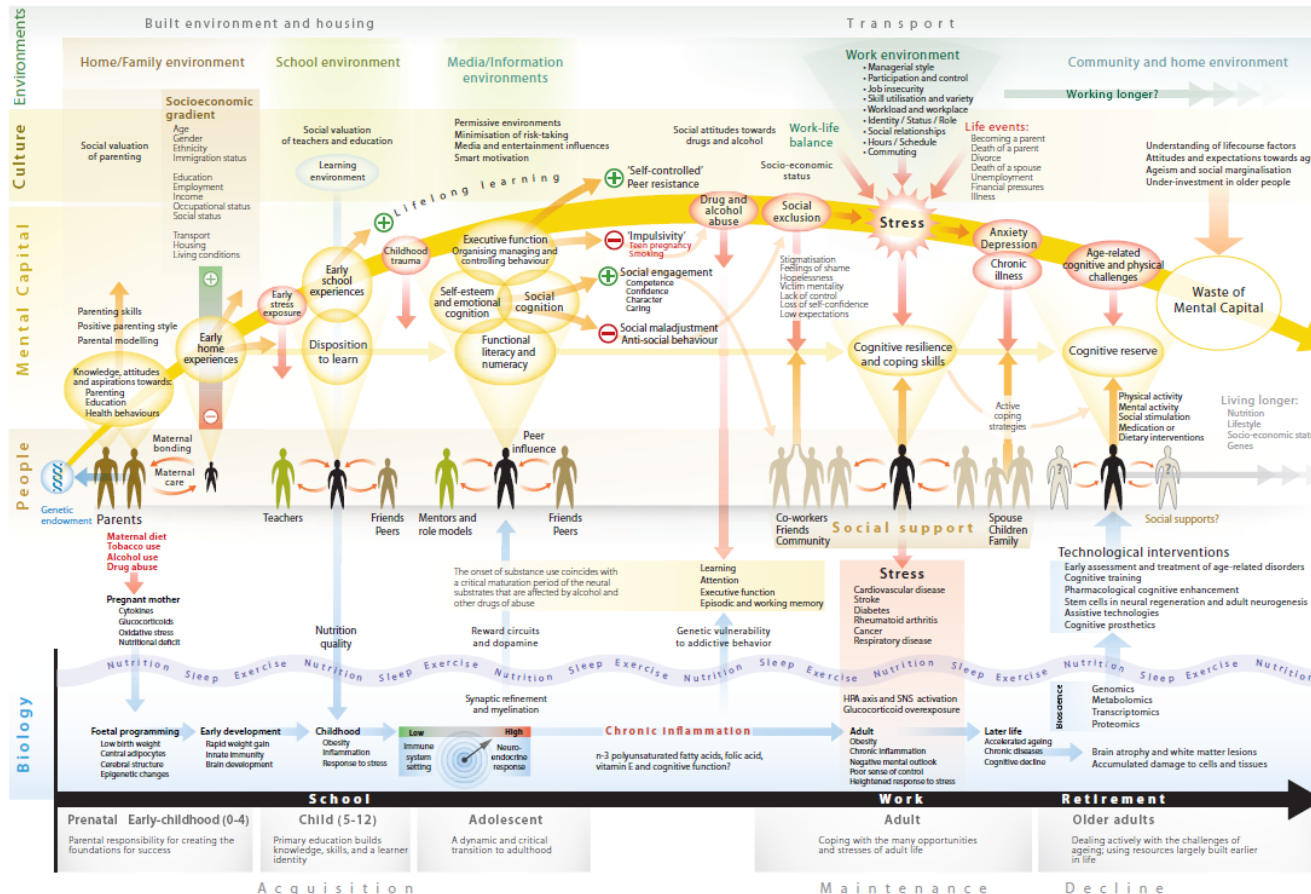 Built environment and housing
Transport
Environments
Home/Family environment
School environment
Media/Information
environments
Work environment
• Managerial style
• Participation and control
• Job insecurity
• Skill utilisation and variety
• Workload and workplace
• Identity / Status / Role
• Social relationships
• Hours / Schedule
• Commuting
Community and home environment
Working longer?
Culture
Socioeconomic
gradient
Age
Gender
Ethnicity
Immigration status
Education
Employment
Income
Occupational status
Social status
Transport
Housing
Living conditions
Social valuation
of parenting
Social valuation
of teachers and education
Learning
environment
Permissive environments
Minimisation of risk-taking
Media and entertainment influences
Smart motivation
Social attitudes towards
drugs and alcohol
Work-life
balance
Socio-economic
status
Life events:
Becoming a parent
Death of a parent
Divorce
Death of a spouse
Unemployment
Financial pressures
Illness
Understanding of lifecourse factors
Attitudes and expectations towards ag
Ageism and social marginalisation
Under-investment in older people
Mental Capital
Lifelong learning
'Self-controlled'
Peer resistance
Drug and
alcohol
abuse
Social
exclusion
Stress
Anxiety
Depression
Chronic
illness
Age-related
cognitive and physical
challenges
Waste of
Mental Capital
Childhood
trauma
Executive function
Organising managing and
controlling behaviour
'Impulsivity'
Teen pregnancy
Smoking
Early
school
experiences
Self-esteem
and emotional
cognition
Social
cognition
Social engagement
Competence
Confidence
Character
Caring
Stigmatisation
Feelings of shame
Hopelessness
Victim mentality
Lack of control
Loss of self-confidence
Low expectations
Early
stress
exposure
Parenting skills
Positive parenting style
Parental modelling
Early
home
experiences
Disposition
to learn
Functional
literacy and
numeracy
Social maladjustment
Anti-social behaviour
Cognitive resilience
and coping skills
Cognitive reserve
Knowledge, attitudes
and aspirations towards:
Parenting
Education
Health behaviours
Active
coping
strategies
Physical activity
Mental activity
Social stimulation
Medication or
Dietary interventions
Living longer:
Nutrition
Lifestyle
Socio-economic stat
Genes
People
Maternal
bonding
Maternal
care
Peer
influence
?
?
Genetic
endowment
Parents
Teachers
Friends
Peers
Mentors and
role models
Friends
Peers
Co-workers
Friends
Community
Social support
Spouse
Children
Family
Social supports?
Maternal diet
Tobacco use
Alcohol use
Drug abuse
Pregnant mother
Cytokines
Glucocorticoids
Oxidative stress
Nutritional deficit
Nutrition
quality
The onset of substance use coincides with
a critical maturation period of the neural
substrates that are affected by alcohol and
other drugs of abuse
Reward circuits
and dopamine
Learning
Attention
Executive function
Episodic and working memory
Genetic vulnerability
to addictive behavior
Stress
Cardiovascular disease
Stroke
Diabetes
Rheumatoid arthritis
Cancer
Respiratory disease
Technological interventions
Early assessment and treatment of age-related disorders
Cognitive training
Pharmacological cognitive enhancement
Stem cells in neural regeneration and adult neurogenesis
Assistive technologies
Cognitive prosthetics
Nutrition Sleep Exercise Nutrition Sleep Exercise Nutrition Sleep Exercise Nutrition Sleep Exercise Nutrition Sleep Exercise Nutrition Sleep Exercise Nutrition
Biology
Synaptic refinement
and myelination
HPA axis and SNS activation
Glucocorticoid overexposure
Bioscience
Genomics
Metabolomics
Transcriptomics
Proteomics
Foetal programming
Low birth weight
Central adipocytes
Cerebral structure
Epigenetic changes
Early development
Rapid weight gain
Innate immunity
Brain development
Childhood
Obesity
Inflammation
Response to stress
Low
High
Immune
system
setting
Neuro-
endocrine
response
Chronic inflammation
n-3 polyunsaturated fatty acids, folic acid,
vitamin E and cognitive function?
Adult
Obesity
Chronic inflammation
Negative mental outlook
Poor sense of control
Heightened response to stress
Later life
Accelerated ageing
Chronic diseases
Cognitive decline
Brain atrophy and white matter lesions
Accumulated damage to cells and tissues
School
Work
Retirement
Prenatal Early-childhood (0-4)
Parental responsibility for creating the
foundations for success
Child (5-12)
Primary education builds
knowledge, skills, and a learner
identity
Adolescent
A dynamic and critical
transition to adulthood
Adult
Coping with the many opportunities
and stresses of adult life
Older adults
Dealing actively with the challenges of
ageing; using resources largely built earlier
in life
Acquisition
Maintenance
Decline